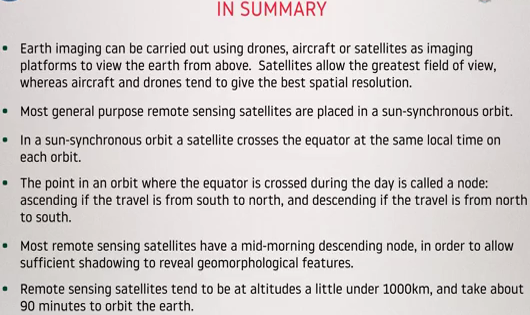 IN SUMMARY
• Earth imaging can be carried out using drones, aircraft or satellites as imaging
platforms to view the earth from above. Satellites allow the greatest field of view,
whereas aircraft and drones tend to give the best spatial resolution.
• Most general purpose remote sensing satellites are placed in a sun-synchronous orbit.
• In a sun-synchronous orbit a satellite crosses the equator at the same local time on
each orbit.
• The point in an orbit where the equator is crossed during the day is called a node:
ascending if the travel is from south to north, and descending if the travel is from north
to south.
• Most remote sensing satellites have a mid-morning descending node, in order to allow
sufficient shadowing to reveal geomorphological features.
• Remote sensing satellites tend to be at altitudes a little under 1000km, and take about
90 minutes to orbit the earth.